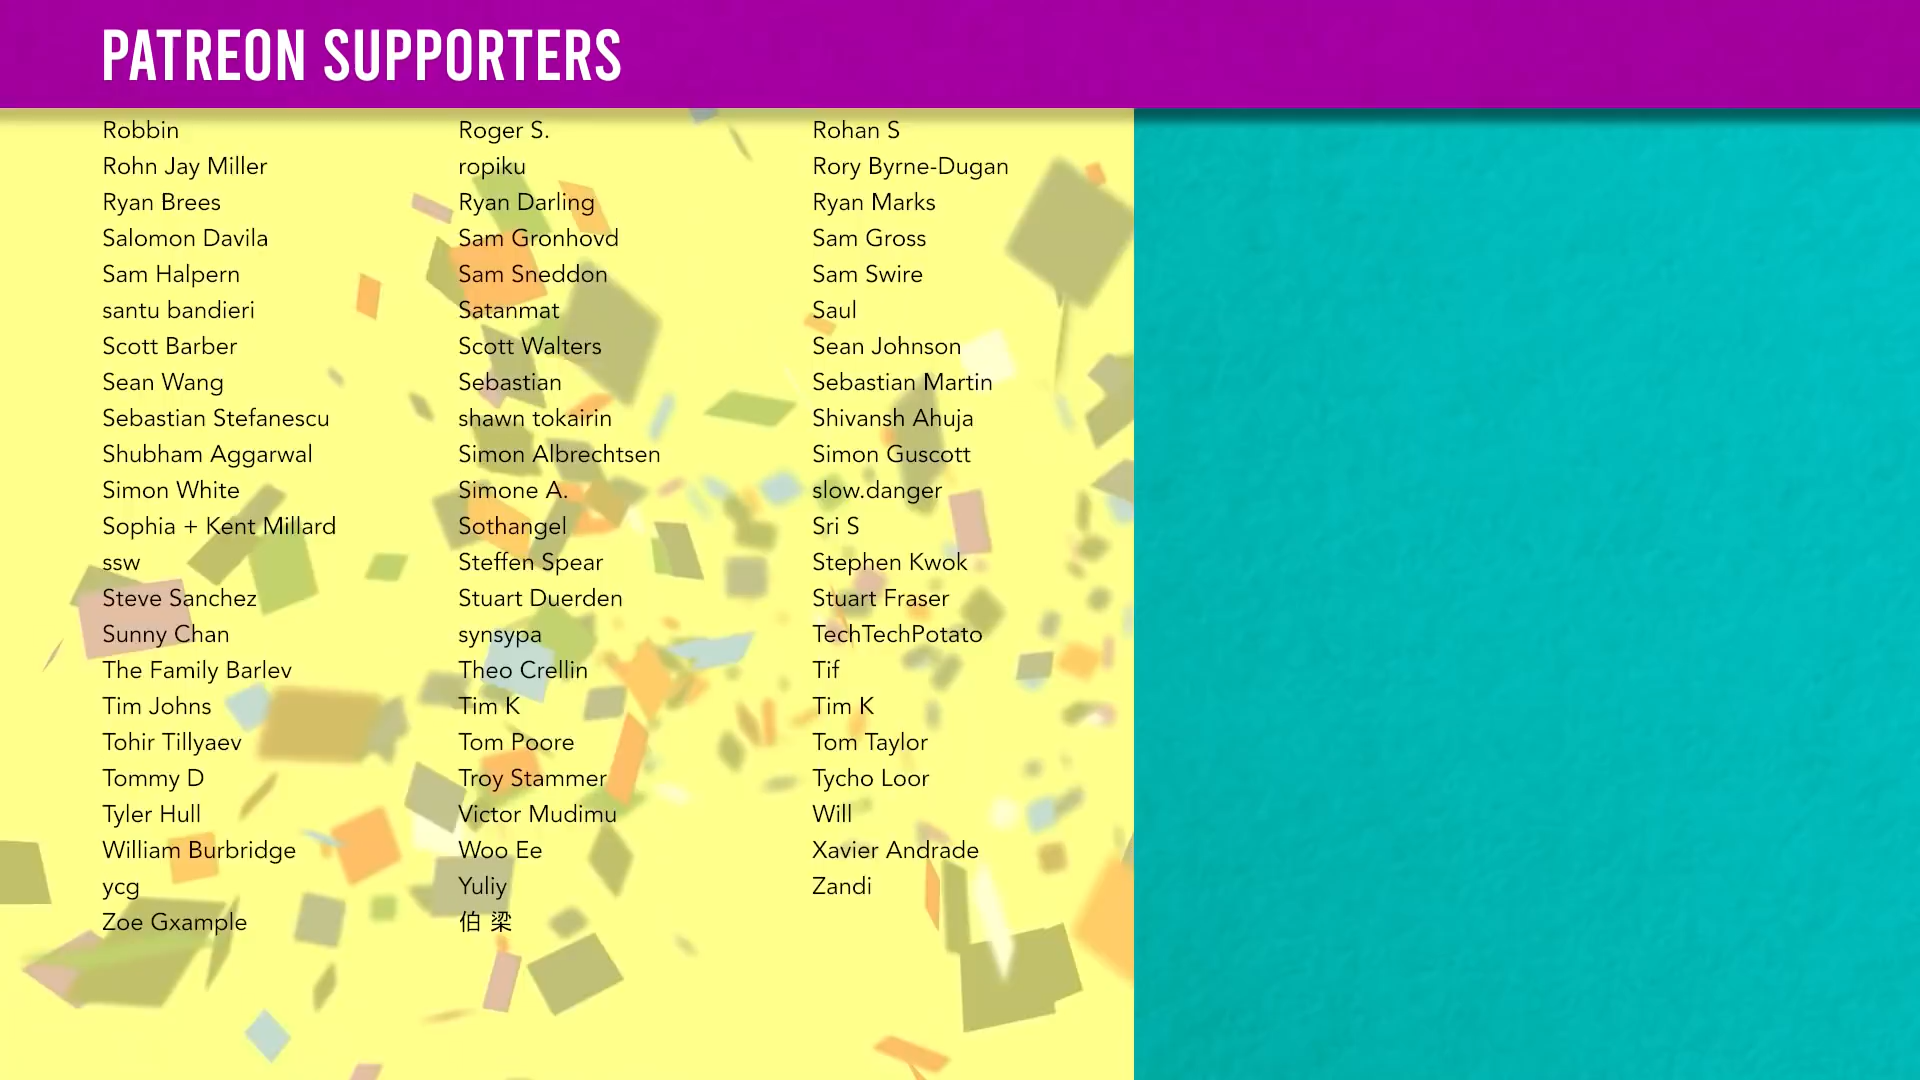 PATREON SUPPORTERS
Robbin Roger S. Rohan S
Rohn Jay Miller ropiku Rory Byrne-Dugan
Ryan Brees Ryan Darling Ryan Marks
Salomon Davila Sam Gronhovd Sam Gross
Sam Halpern Sam Sneddon Sam Swire
santu bandieri Satanmat Saul
Scott Barber Scott Walters Sean Johnson
Sean Wang Sebastian Sebastian Martin
Sebastian Stefanescu shawn tokairin Shivansh Ahuja
Shubham Aggarwal Simon Albrechtsen Simon Guscott
Simon White Simone A. slow.danger
Sophia + Kent Millard Sothangel Sri S
ssw Steffen Spear Stephen Kwok
Steve Sanchez Stuart Duerden Stuart Fraser
Sunny Chan synsypa TechTechPotato
The Family Barlev Theo Crellin Tif
Tim Johns Tim K Tim K
Tohir Tillyaev Tom Poore Tom Taylor
Tommy D Troy Stammer Tycho Loor
Tyler Hull Victor Mudimu Will
William Burbridge Woo Ee Xavier Andrade
ycg Yuliy Zandi
Zoe Gxample 伯 梁